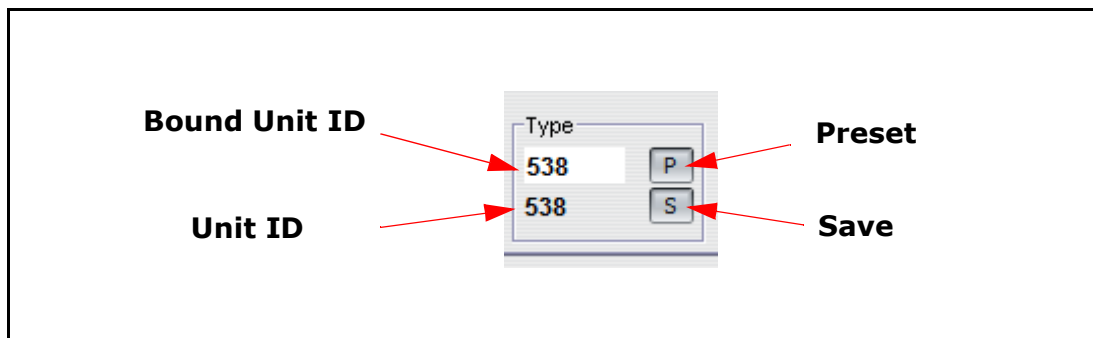 Bound Unit ID
Type
Preset
538
P
538
S
Unit ID
Save